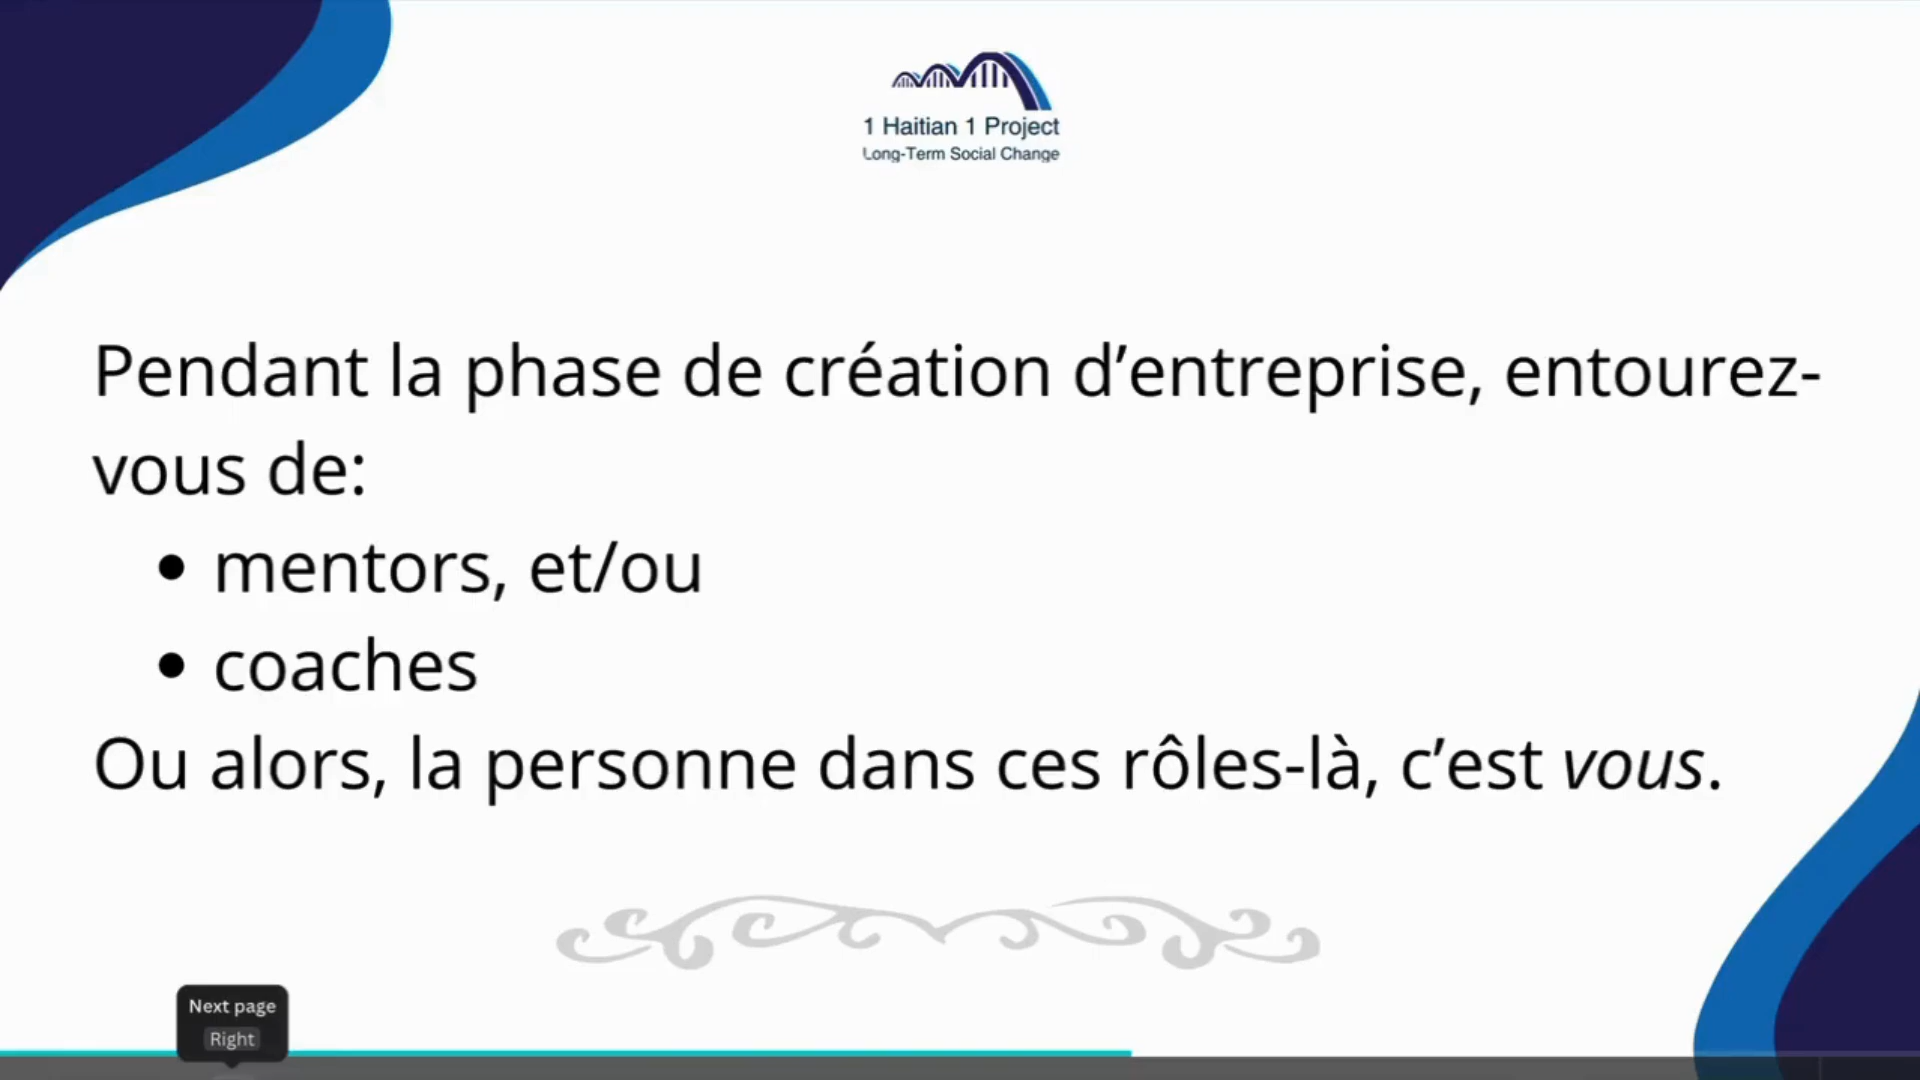 1 Haitian 1 Project
Long-Term Social Change
Pendant la phase de création d’entreprise, entourez-
vous de:
• mentors, et/ou
• coaches
Ou alors, la personne dans ces rôles-là, c’est vous.
Next page
Right